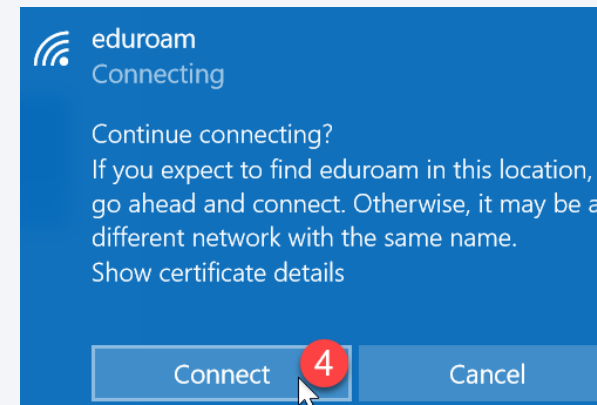 eduroam
Connecting
Continue connecting?
If you expect to find eduroam in this location,
go ahead and connect. Otherwise, it may be a
different network with the same name.
Show certificate details
Connect 4 Cancel